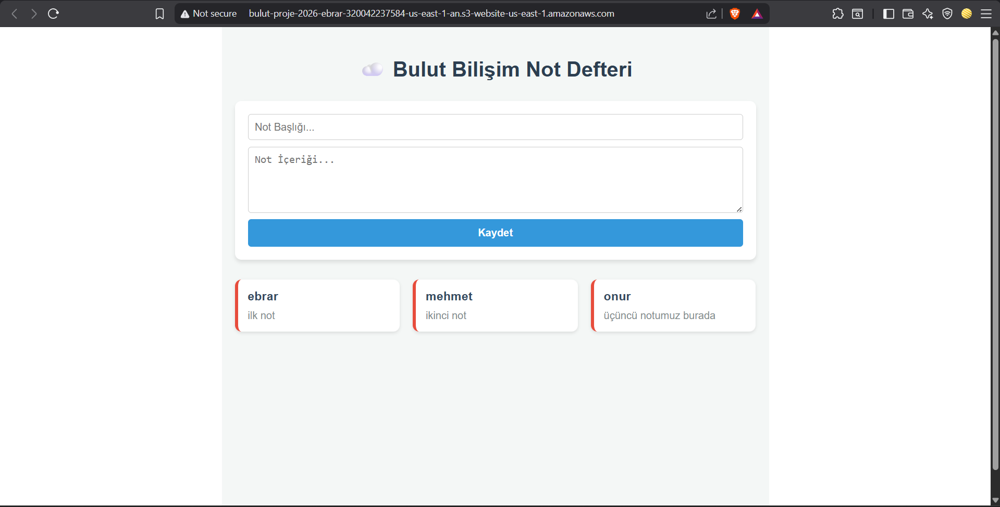 Not secure bulut-proje-2026-ebrar-320042237584-us-east-1-an.s3-website-us-east-1.amazonaws.com
Bulut Bilişim Not Defteri
Not Başlığı...
Not İçeriği...
Kaydet
ebrar
ilk not
mehmet
ikinci not
onur
üçüncü notumuz burada